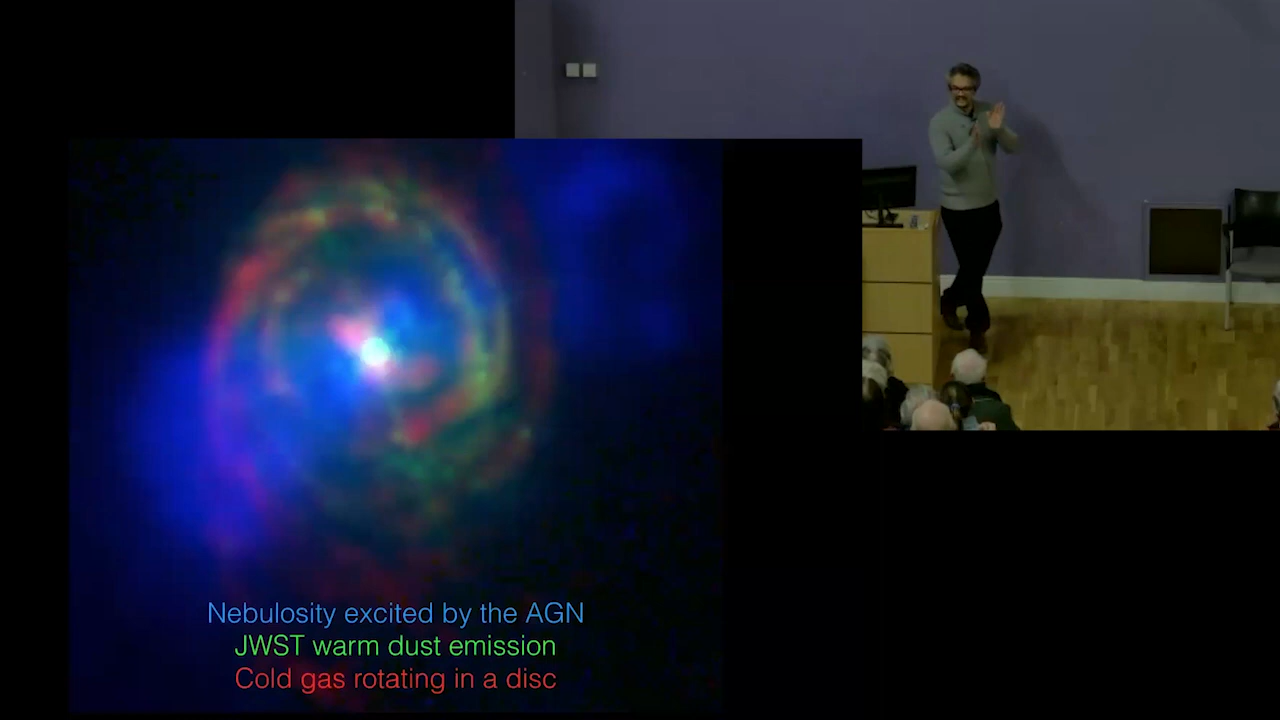 Nebulosity excited by the AGN
JWST warm dust emission
Cold gas rotating in a disc